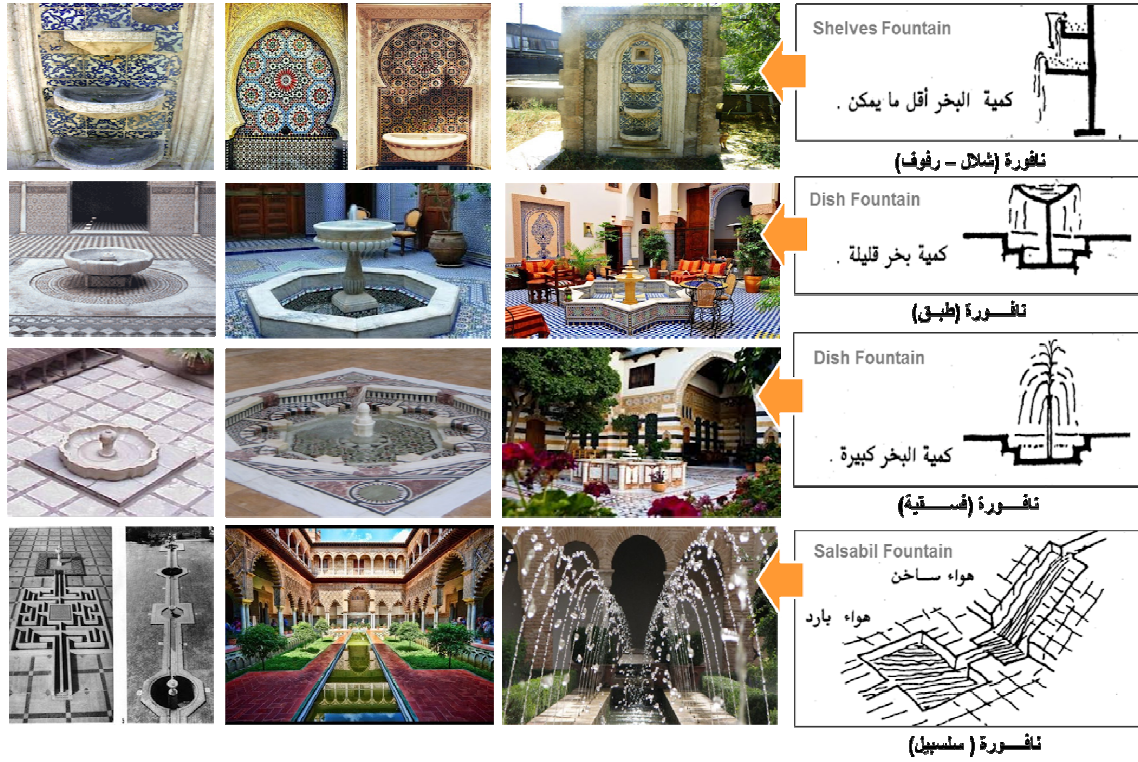 Shelves Fountain
كمية البخر أقل ما يمكن .
نافورة (شلال – رفوف)
Dish Fountain
كمية بخر قليلة .
نافـــورة (طبـق)
Dish Fountain
كمية البخر كبيرة .
نافـــورة (فســـقية)
Salsabil Fountain
هواء ساخن
هواء بارد
نافـــورة ( سلسبيل)